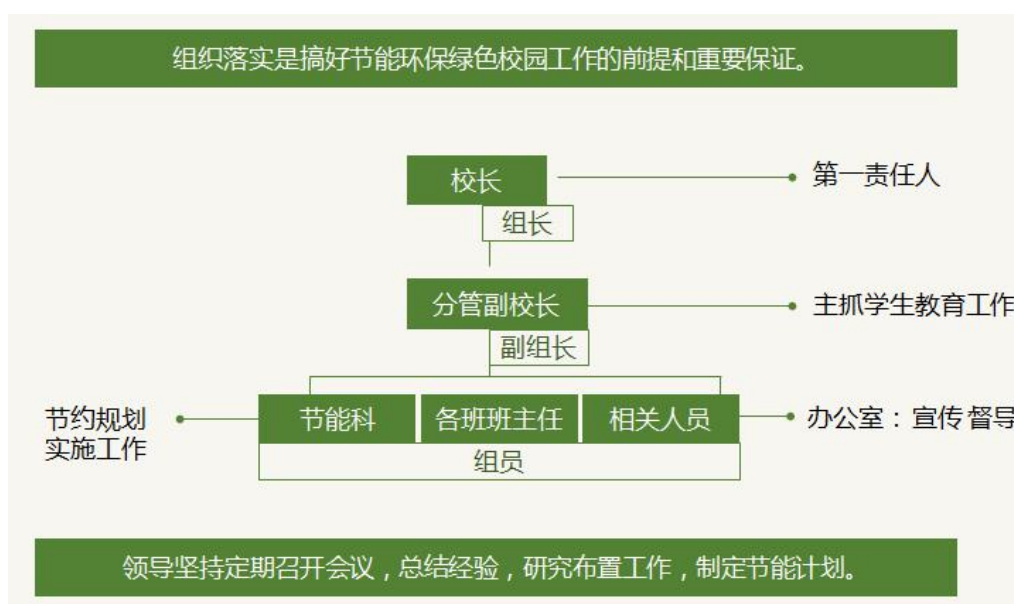 组织落实是搞好节能环保绿色校园工作的前提和重要保证。
校长
第一责任人
组长
分管副校长
主抓学生教育工作
副组长
节约规划
实施工作
节能科
各班班主任
相关人员
办公室：宣传 督导
组员
领导坚持定期召开会议，总结经验，研究布置工作，制定节能计划。